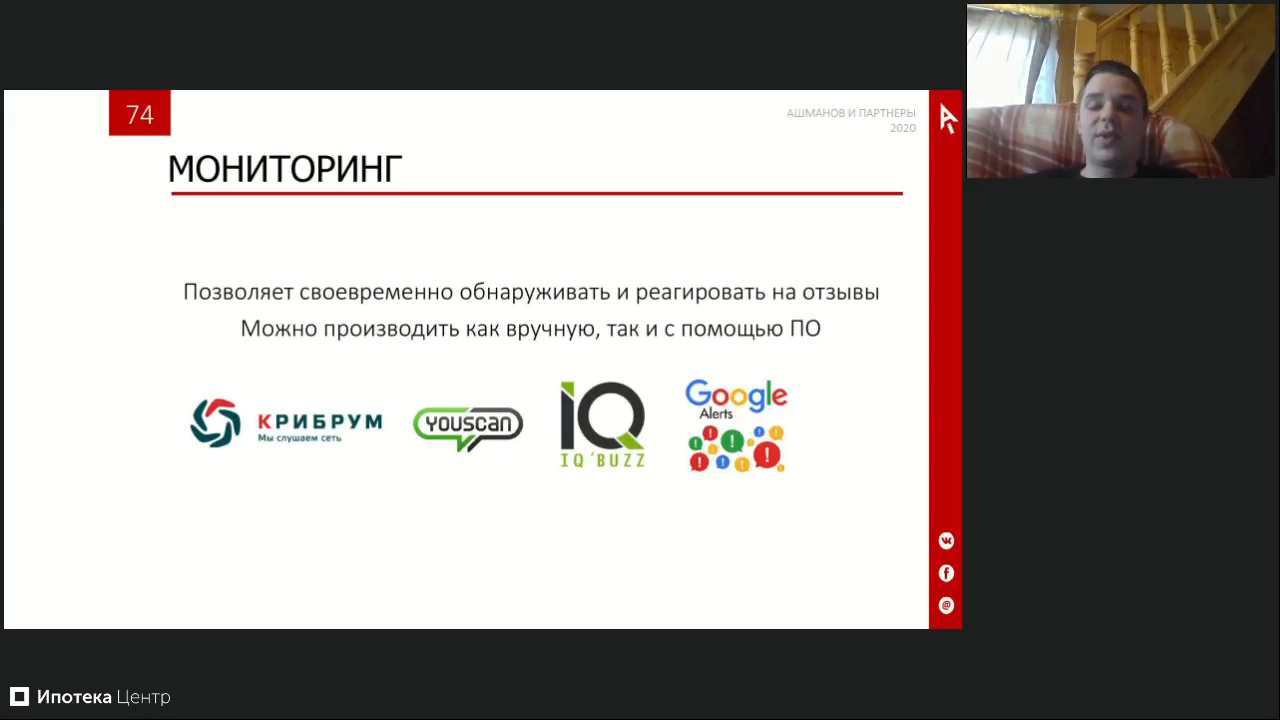 74
АШМАНОВ И ПАРТНЕРЫ
2020
МОНИТОРИНГ
Позволяет своевременно обнаруживать и реагировать на отзывы
Можно производить как вручную, так и с помощью ПО
КРИБРУМ
Мы слушаем сеть
YOUSCAN
iQ
IQ'BUZZ
Google
Alerts
Ипотека Центр